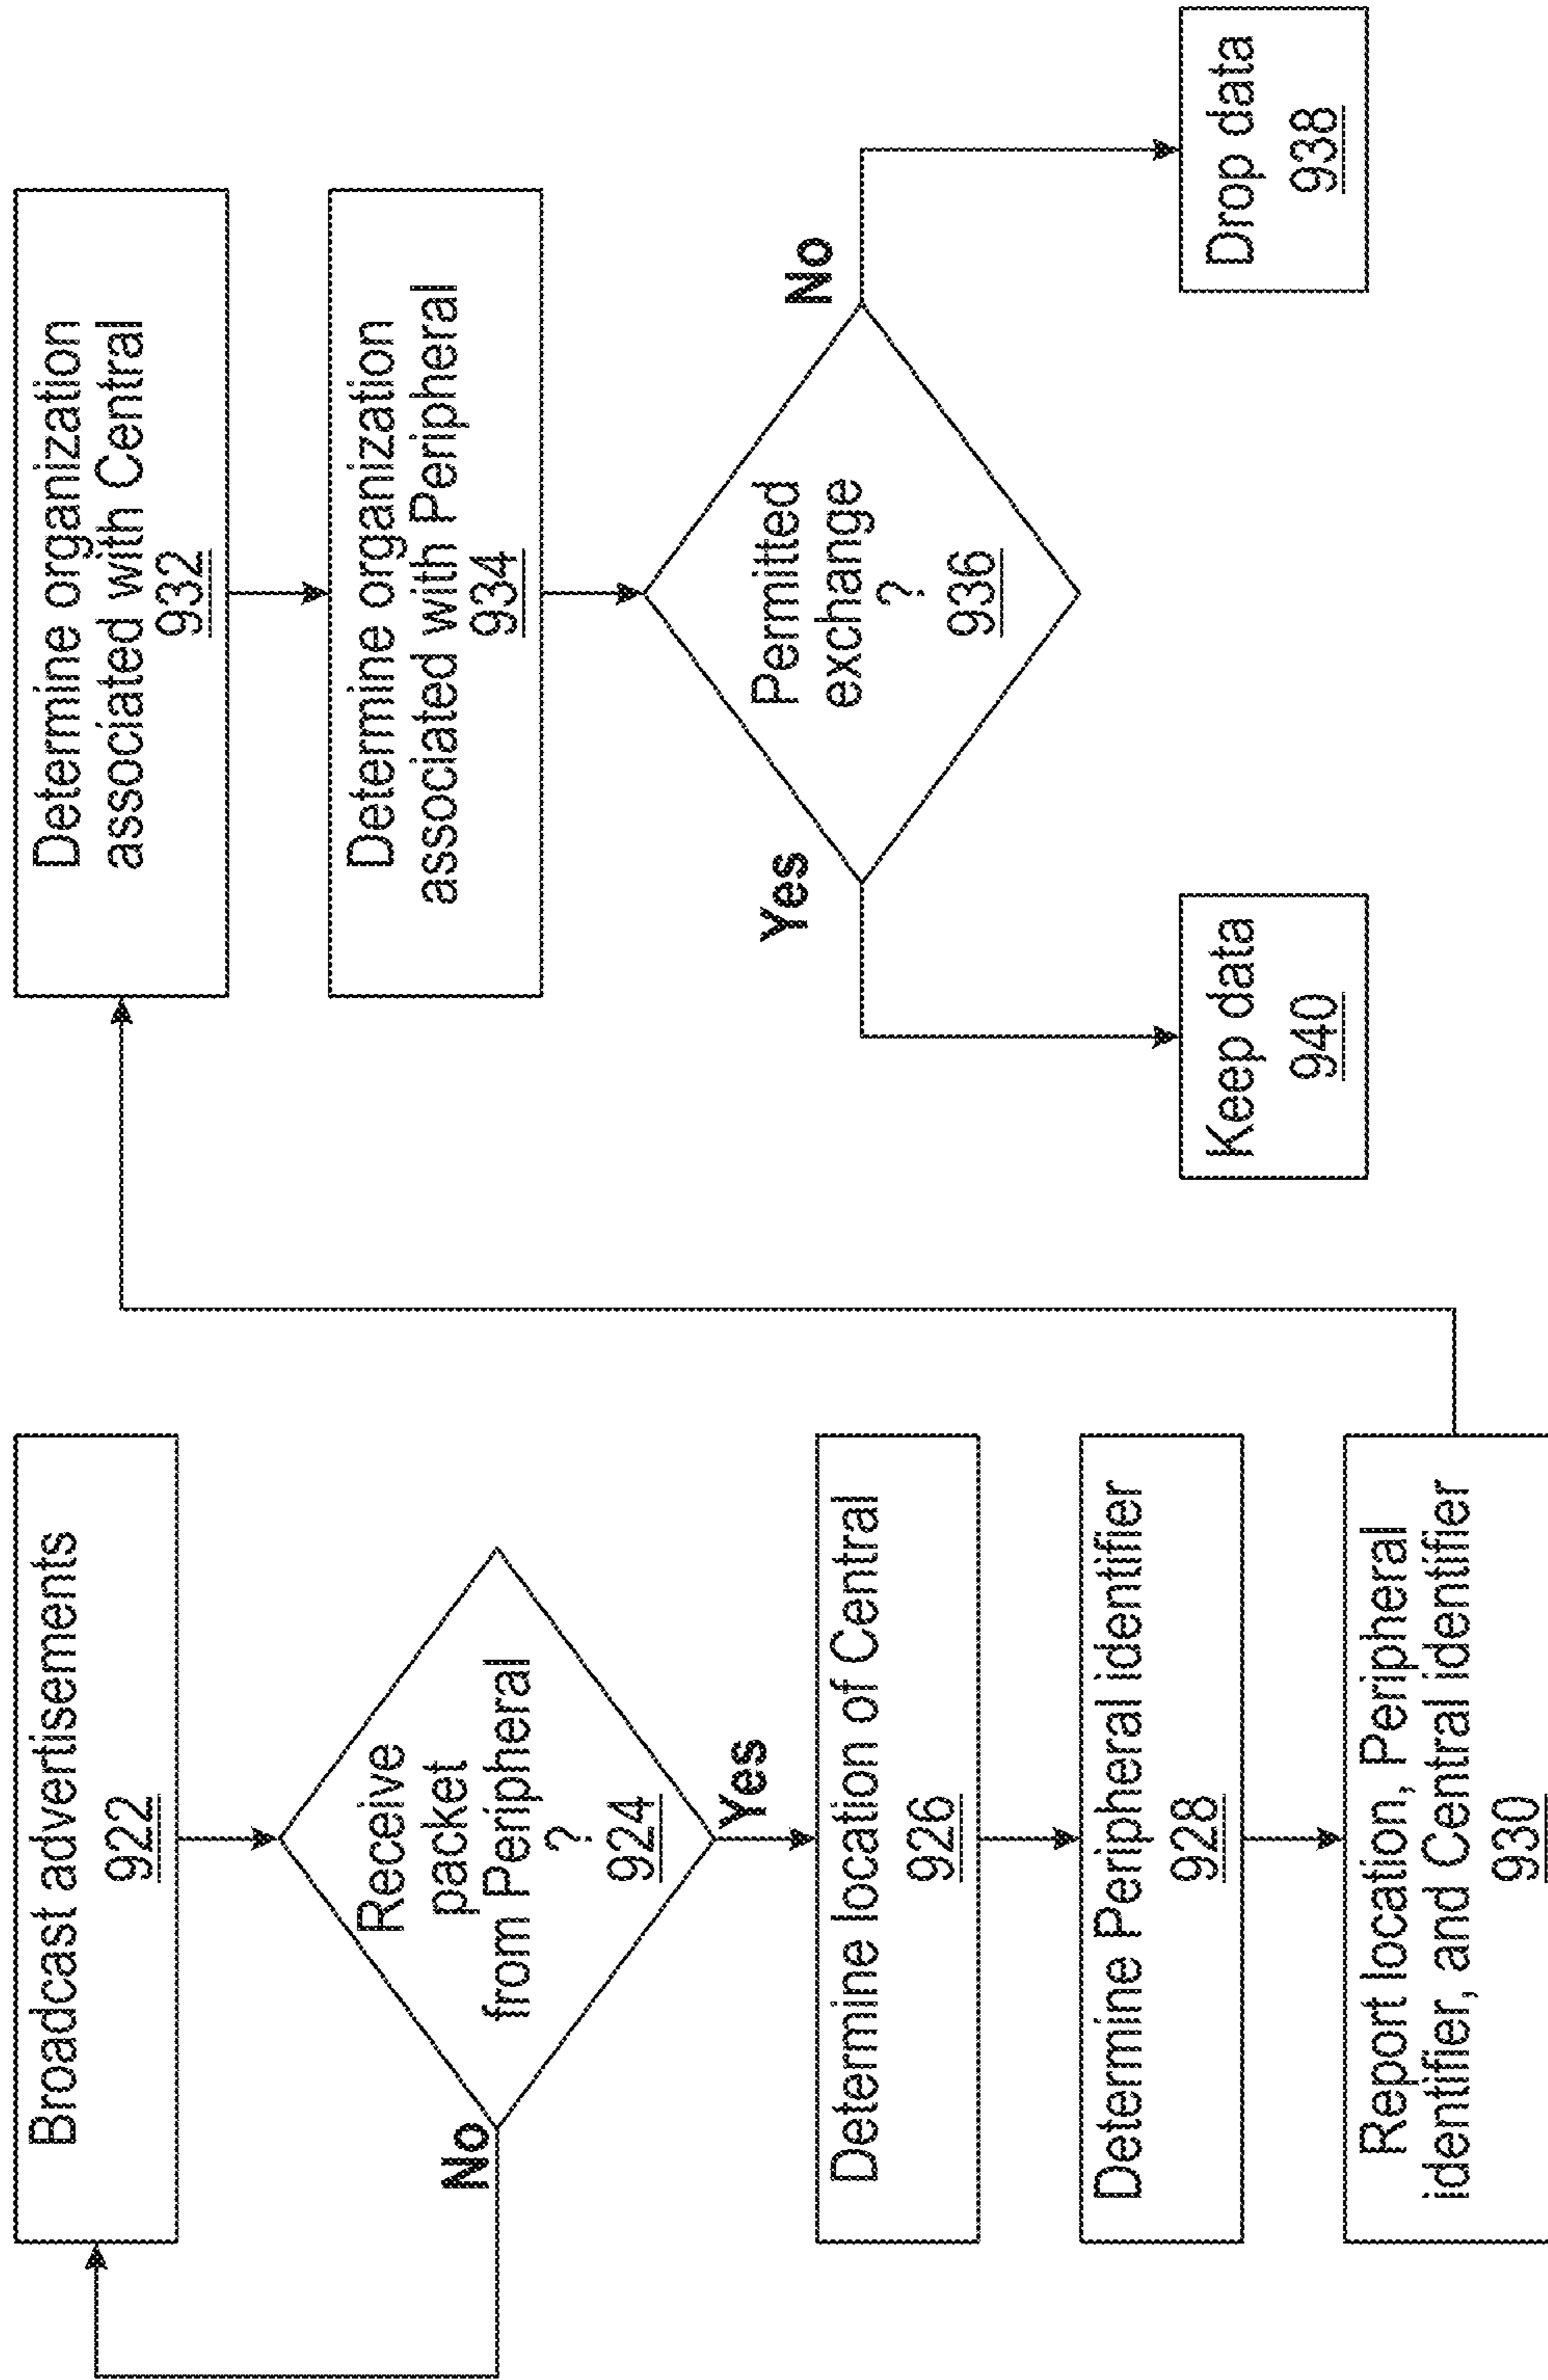 Broadcast advertisements
922
Receive
packet
from Peripheral
?
924
No
Yes
Determine location of Central
926
Determine Peripheral identifier
928
Report location, Peripheral
identifier, and Central identifier
930
Determine organization
associated with Central
932
Determine organization
associated with Peripheral
934
Permitted
exchange
?
936
Yes
No
Keep data
940
Drop data
938